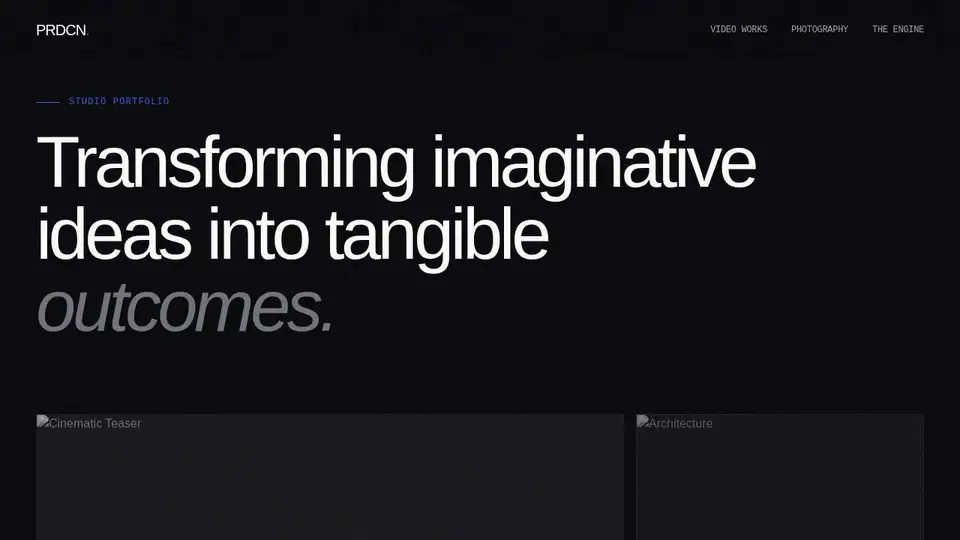 PRDCN.
VIDEO WORKS PHOTOGRAPHY THE ENGINE
STUDIO PORTFOLIO
Transforming imaginative
ideas into tangible
outcomes.
Cinematic Teaser
Architecture